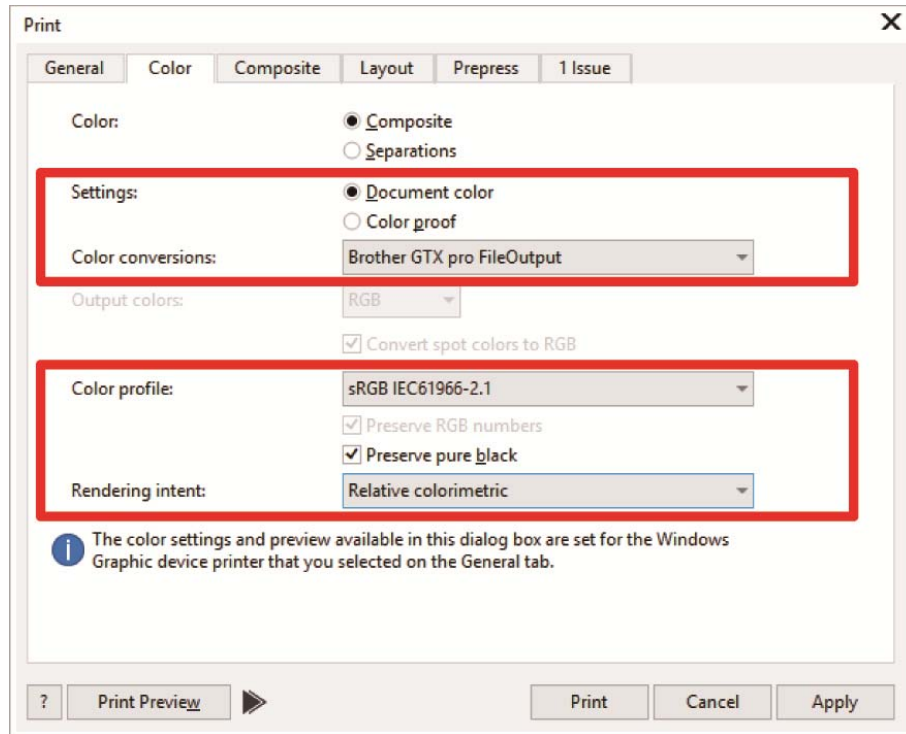 Print
General Color Composite Layout Prepress 1 Issue
Color: Composite
Separations
Settings: Document color
Color proof
Color conversions: Brother GTX pro FileOutput
Output colors: RGB
Convert spot colors to RGB
Color profile: sRGB IEC61966-2.1
Preserve RGB numbers
Preserve pure black
Rendering intent: Relative colorimetric
i The color settings and preview available in this dialog box are set for the Windows
Graphic device printer that you selected on the General tab.
? Print Preview Print Cancel Apply